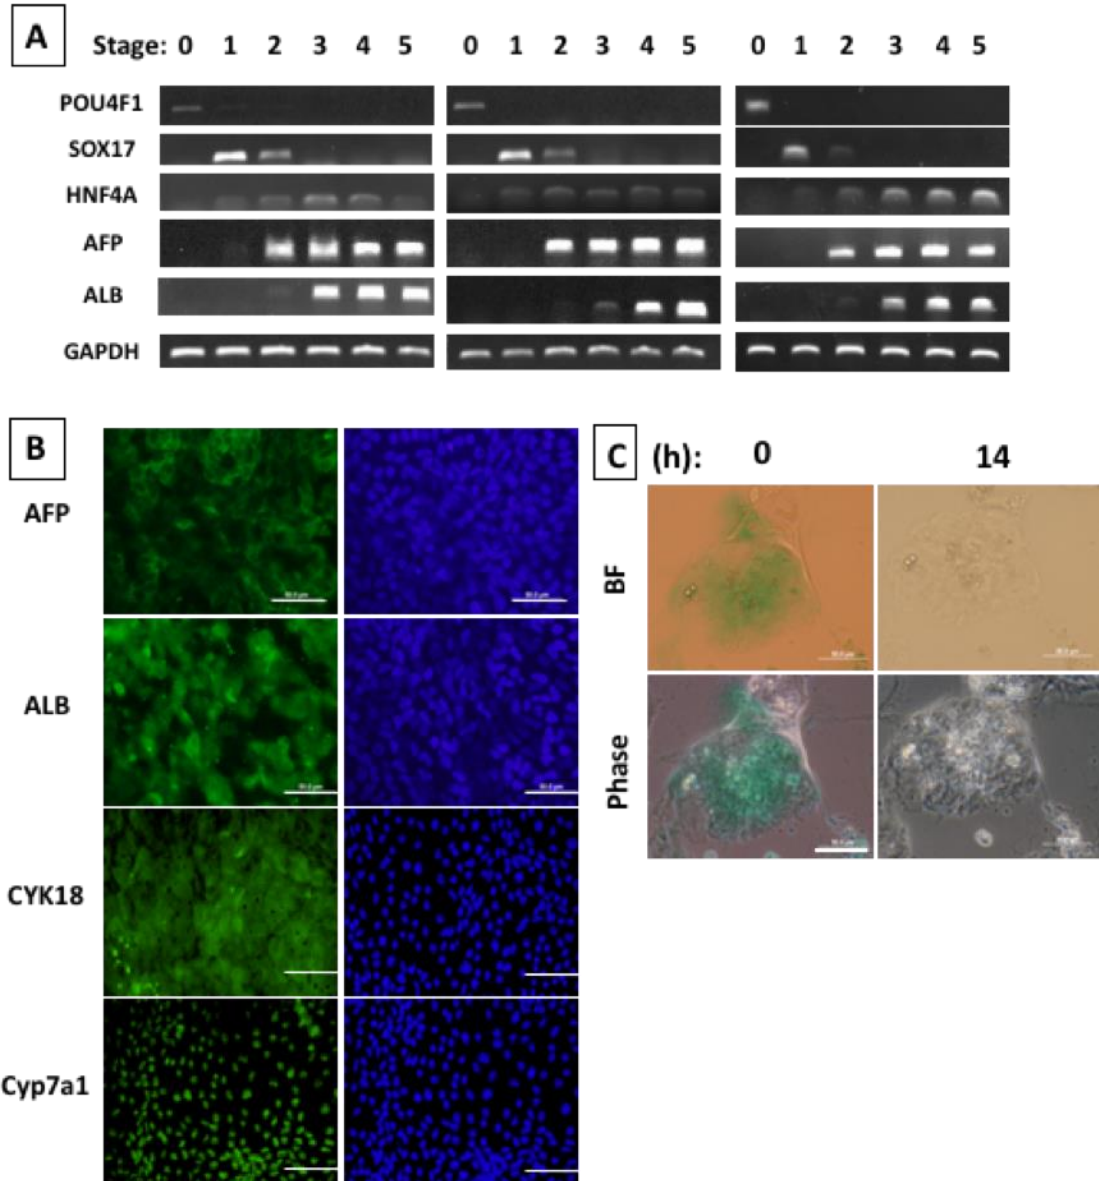 A
Stage: 0 1 2 3 4 5 0 1 2 3 4 5 0 1 2 3 4 5
POU4F1
SOX17
HNF4A
AFP
ALB
GAPDH
B
AFP
ALB
CYK18
Cyp7a1
C (h): 0 14
BF
Phase